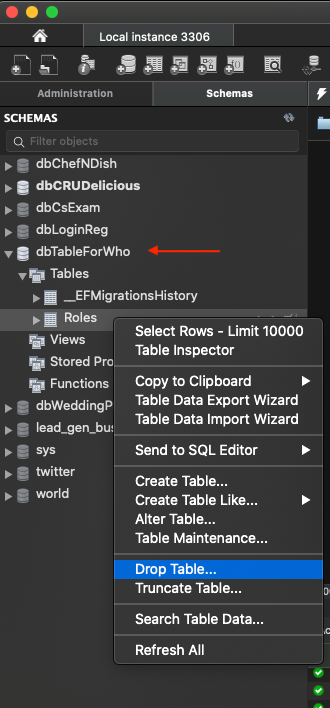 Local instance 3306
Administration
Schemas
SCHEMAS
Filter objects
dbChefNDish
dbCRUDelicious
dbCsExam
dbLoginReg
dbTableForWho
Tables
__EFMigrationsHistory
Roles
Views
Stored Pro
Functions
dbWeddingP
lead_gen_bus
sys
twitter
world
Select Rows - Limit 10000
Table Inspector
Copy to Clipboard
Table Data Export Wizard
Table Data Import Wizard
Send to SQL Editor
Create Table...
Create Table Like...
Alter Table...
Table Maintenance...
Drop Table...
Truncate Table...
Search Table Data...
Refresh All